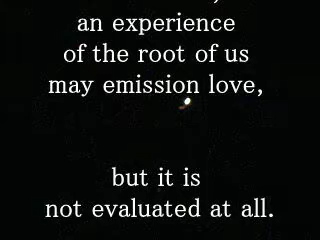 an experience
of the root of us
may emission love,
but it is
not evaluated at all.